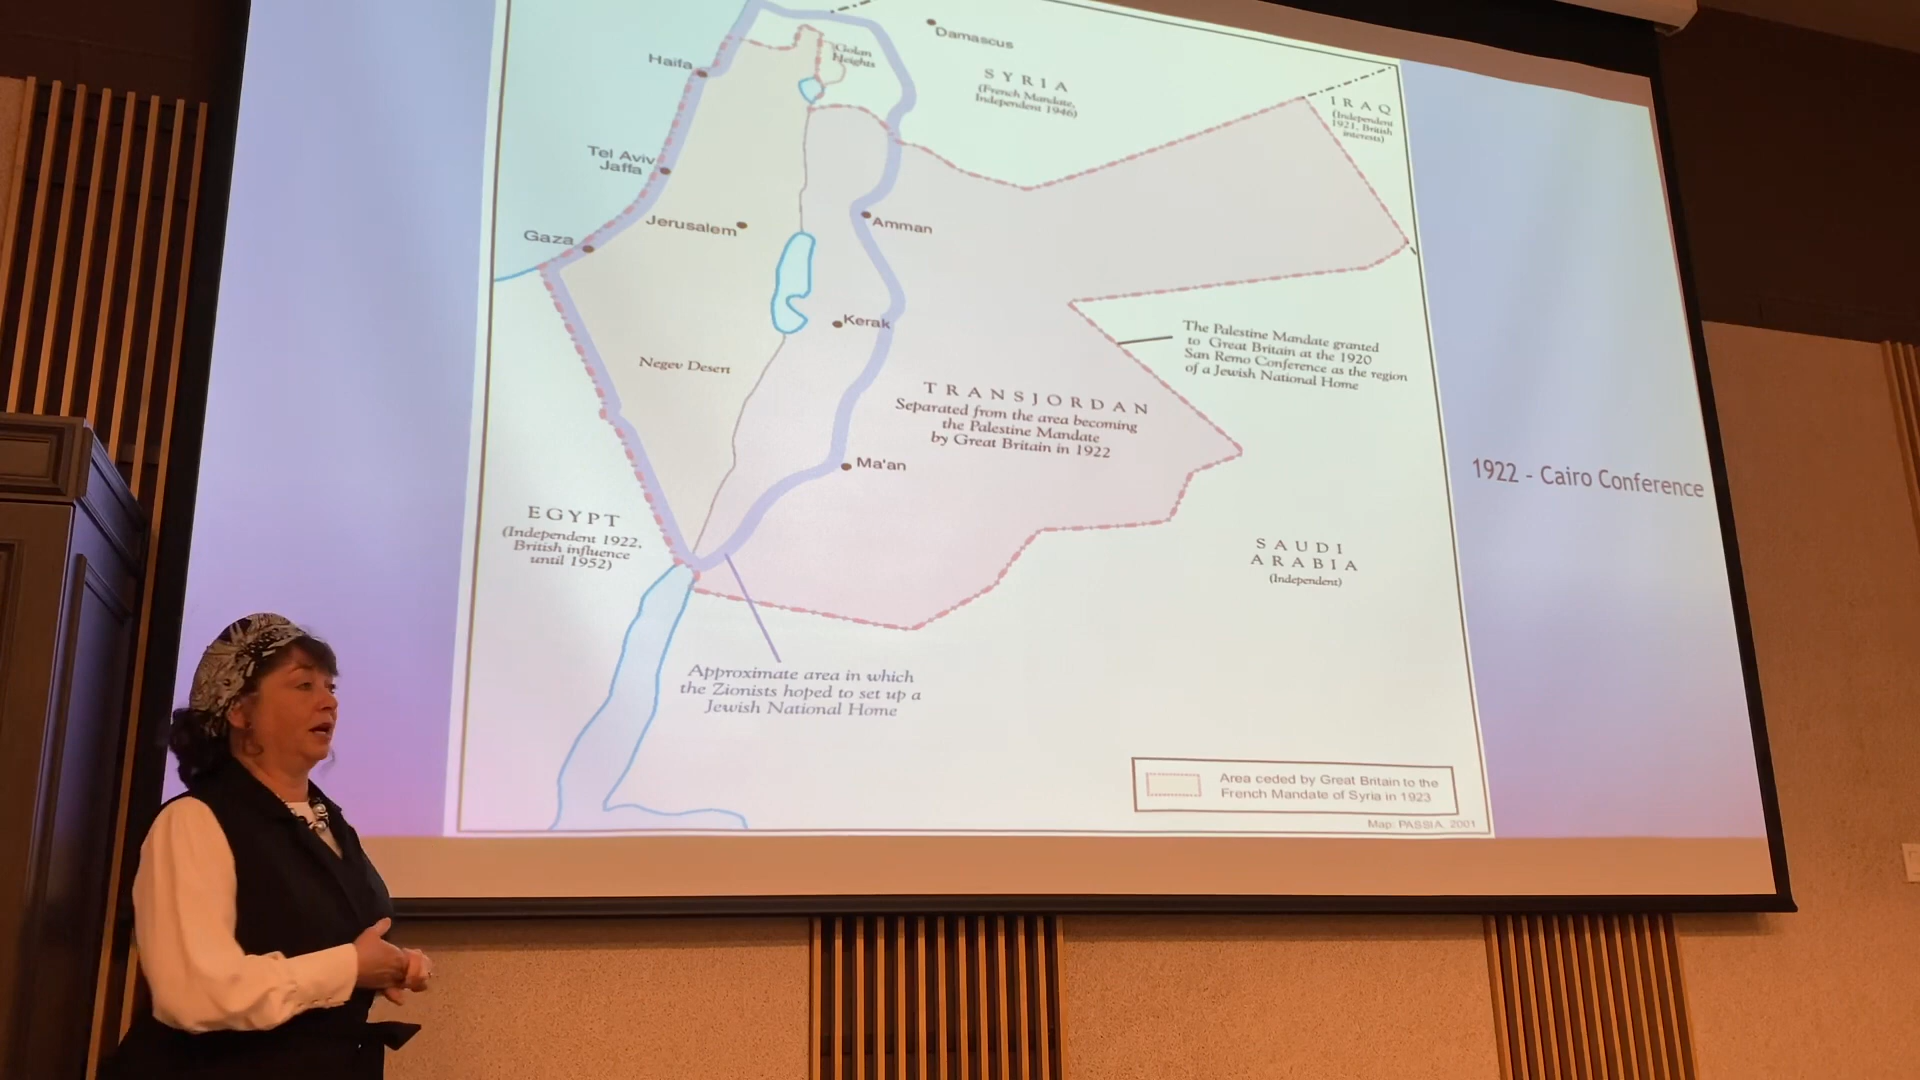 Damascus
Golan
Heights
Haifa
SYRIA
(French Mandate,
Independent 1946)
IRAQ
(Independent
1921, British
interests)
Tel Aviv
Jaffa
Jerusalem
Amman
Gaza
Kerak
The Palestine Mandate granted
to Great Britain at the 1920
San Remo Conference as the region
of a Jewish National Home
Negev Desert
TRANSJORDAN
Separated from the area becoming
the Palestine Mandate
by Great Britain in 1922
Ma'an
1922 - Cairo Conference
EGYPT
(Independent 1922,
British influence
until 1952)
SAUDI
ARABIA
(Independent)
Approximate area in which
the Zionists hoped to set up a
Jewish National Home
Area ceded by Great Britain to the
French Mandate of Syria in 1923
Map: PASSIA, 2001